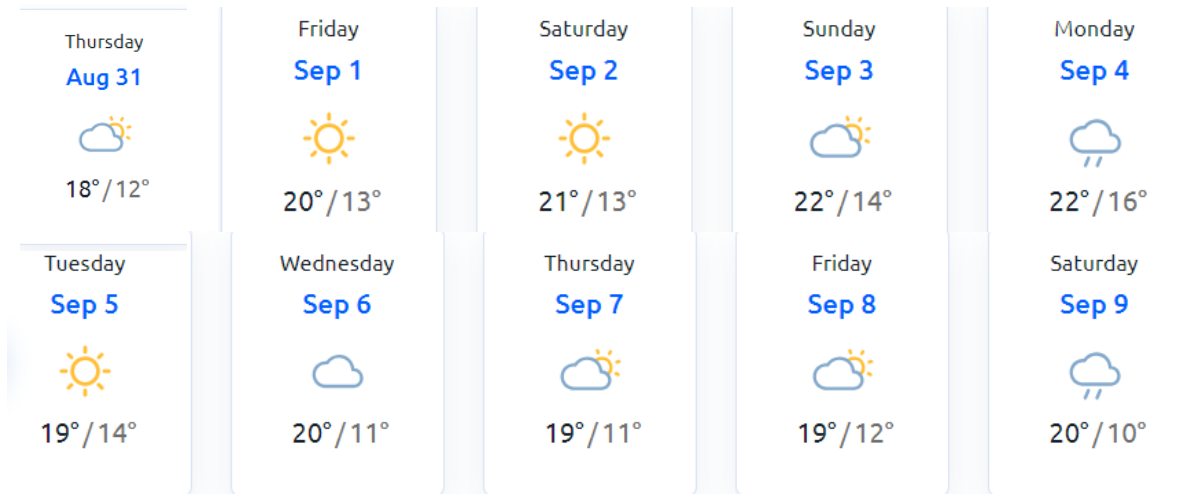 Thursday
Aug 31
18°/12°
Friday
Sep 1
20°/13°
Saturday
Sep 2
21°/13°
Sunday
Sep 3
22°/14°
Monday
Sep 4
22°/16°
Tuesday
Sep 5
19°/14°
Wednesday
Sep 6
20°/11°
Thursday
Sep 7
19°/11°
Friday
Sep 8
19°/12°
Saturday
Sep 9
20°/10°